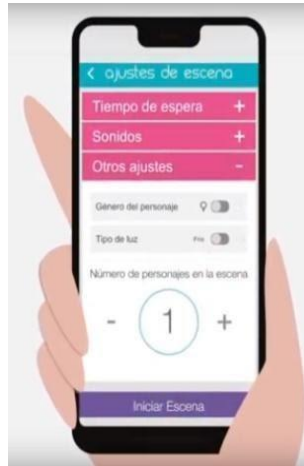 < ajustes de escena
Tiempo de espera +
Sonidos +
Otros ajustes -
Género del personaje
Tipo de luz
Número de personajes en la escena
- 1 +
Iniciar Escena